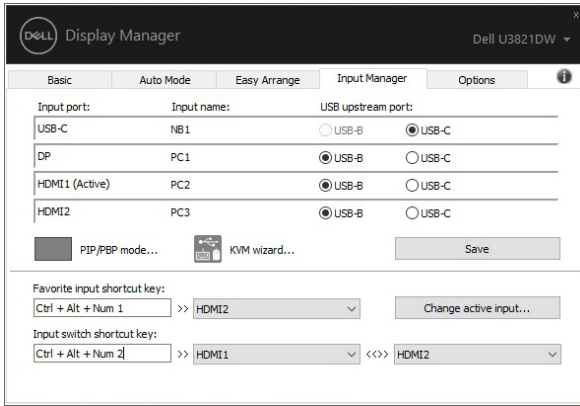 DELL Display Manager
Dell U3821DW
Basic Auto Mode Easy Arrange Input Manager Options
Input port: Input name: USB upstream port:
USB-C NB1 USB-B USB-C
DP PC1 USB-B USB-C
HDMI1 (Active) PC2 USB-B USB-C
HDMI2 PC3 USB-B USB-C
PIP/PBP mode... KVM wizard... Save
Favorite input shortcut key:
Ctrl + Alt + Num 1 >> HDMI2 Change active input...
Input switch shortcut key:
Ctrl + Alt + Num 2 >> HDMI1 <<>> HDMI2